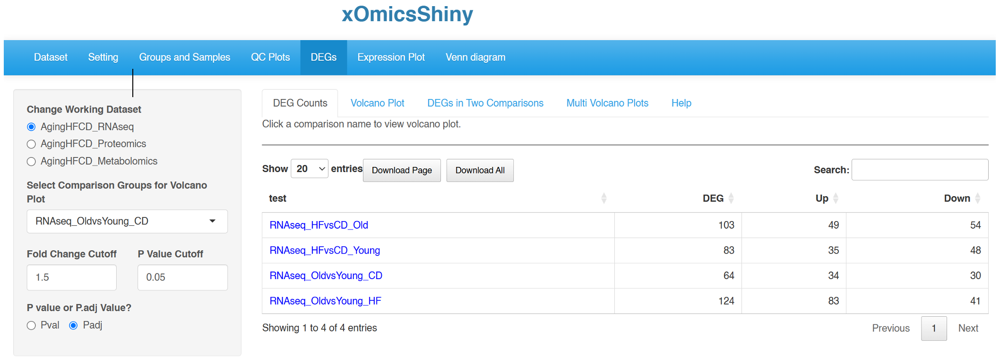 xOmicsShiny
Dataset Setting Groups and Samples QC Plots DEGs Expression Plot Venn diagram
Change Working Dataset
AgingHFCD_RNAseq
AgingHFCD_Proteomics
AgingHFCD_Metabolomics
Select Comparison Groups for Volcano
Plot
RNAseq_OldvsYoung_CD
Fold Change Cutoff P Value Cutoff
1.5 0.05
P value or P.adj Value?
Pval Padj
DEG Counts Volcano Plot DEGs in Two Comparisons Multi Volcano Plots Help
Click a comparison name to view volcano plot.
Show 20 entries Download Page Download All Search:
test DEG Up Down
RNAseq_HFvsCD_Old 103 49 54
RNAseq_HFvsCD_Young 83 35 48
RNAseq_OldvsYoung_CD 64 34 30
RNAseq_OldvsYoung_HF 124 83 41
Showing 1 to 4 of 4 entries Previous 1 Next